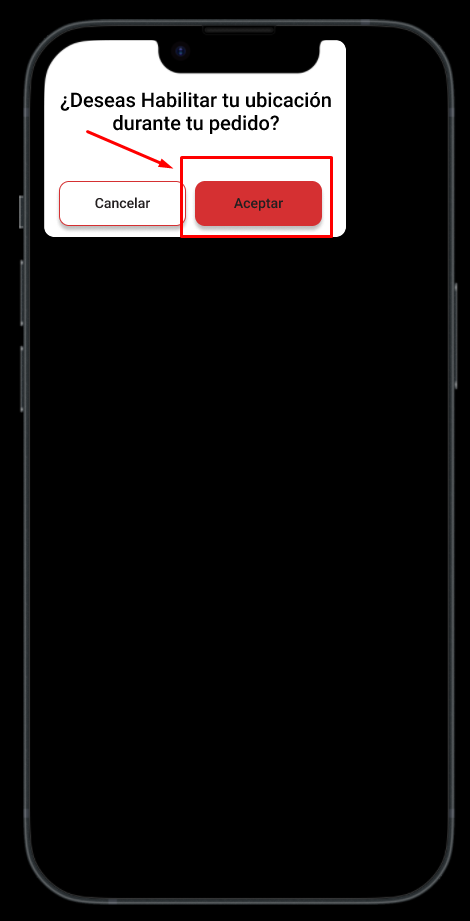 ¿Deseas Habilitar tu ubicación
durante tu pedido?
Cancelar
Aceptar